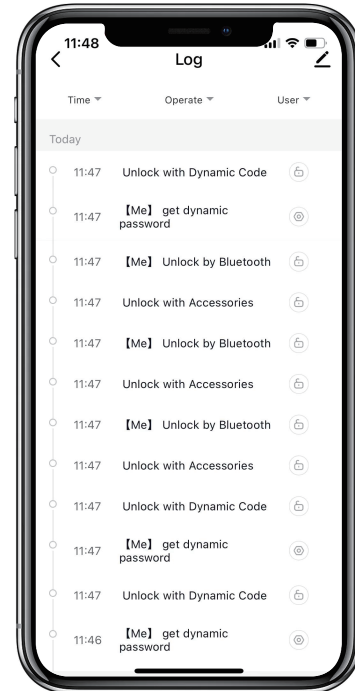 11:48
Log
Time Operate User
Today
11:47 Unlock with Dynamic Code
11:47 【Me】 get dynamic
password
11:47 【Me】 Unlock by Bluetooth
11:47 Unlock with Accessories
11:47 【Me】 Unlock by Bluetooth
11:47 Unlock with Accessories
11:47 【Me】 Unlock by Bluetooth
11:47 Unlock with Accessories
11:47 Unlock with Dynamic Code
11:47 【Me】 get dynamic
password
11:47 Unlock with Dynamic Code
11:46 【Me】 get dynamic
password